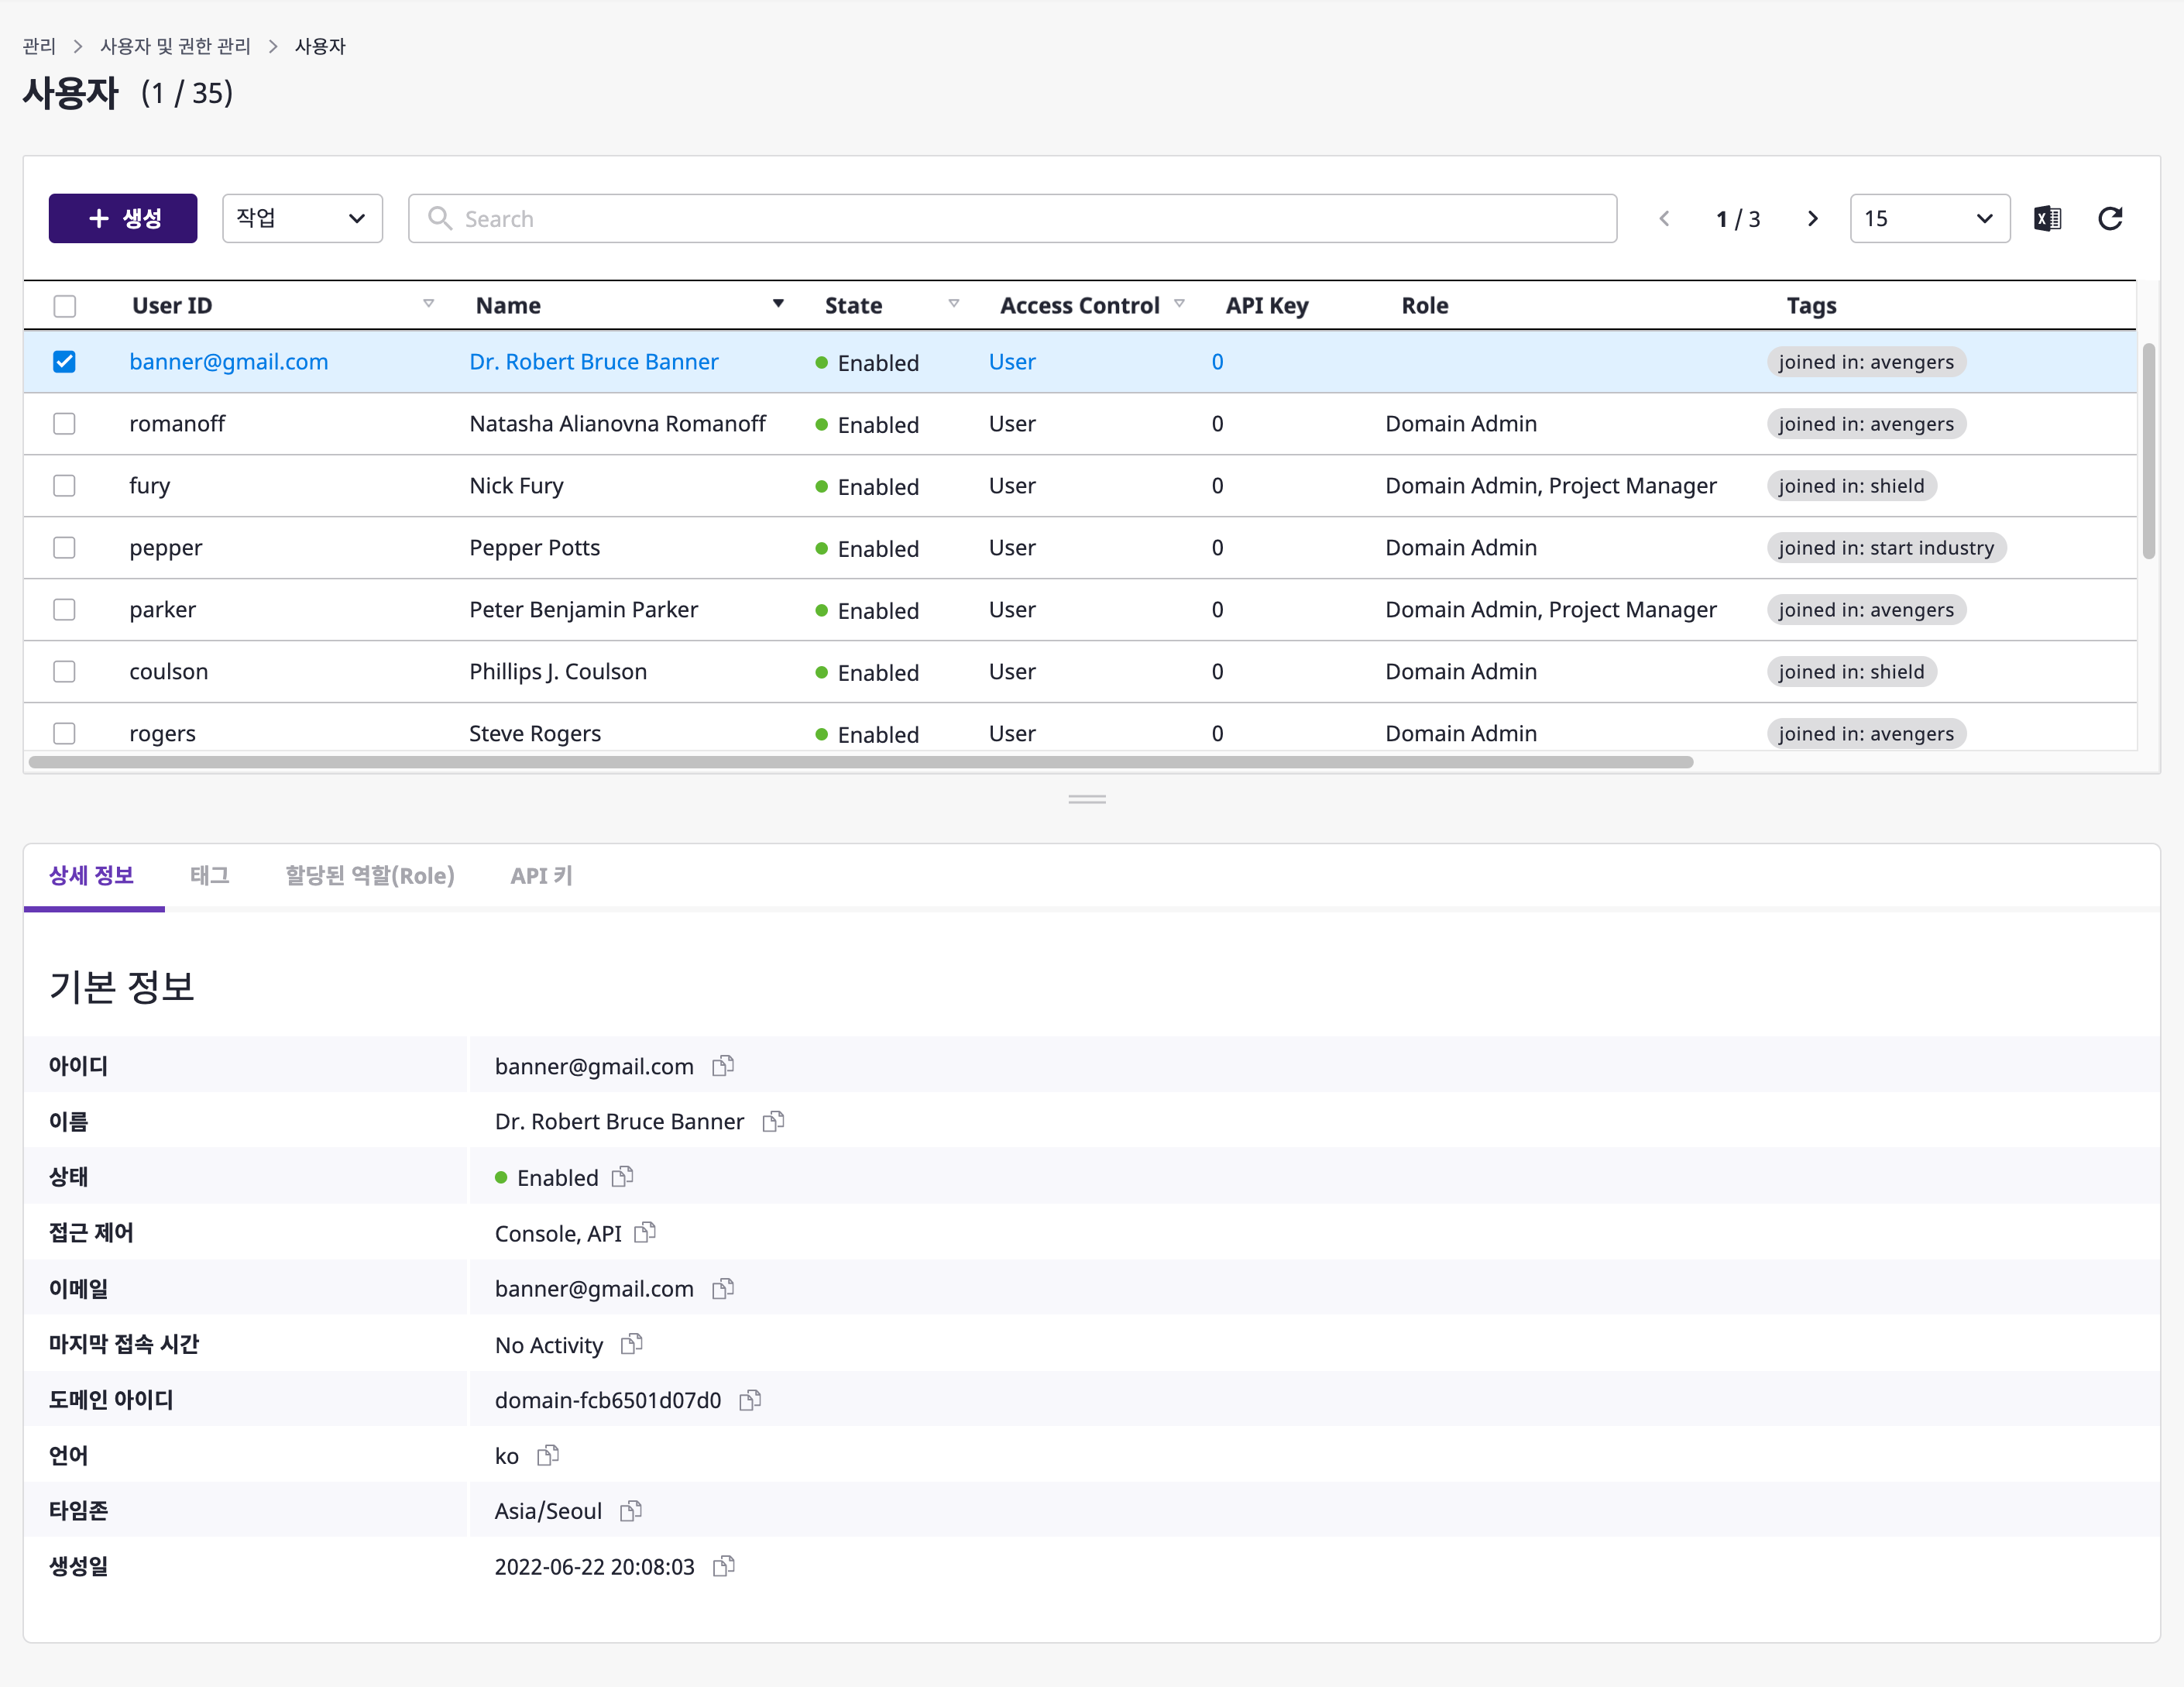 관리 > 사용자 및 권한 관리 > 사용자
사용자 (1 / 35)
+ 생성 작업 Search 1 / 3 15
User ID Name State Access Control API Key Role Tags
banner@gmail.com Dr. Robert Bruce Banner Enabled User 0 joined in: avengers
romanoff Natasha Alianovna Romanoff Enabled User 0 Domain Admin joined in: avengers
fury Nick Fury Enabled User 0 Domain Admin, Project Manager joined in: shield
pepper Pepper Potts Enabled User 0 Domain Admin joined in: start industry
parker Peter Benjamin Parker Enabled User 0 Domain Admin, Project Manager joined in: avengers
coulson Phillips J. Coulson Enabled User 0 Domain Admin joined in: shield
rogers Steve Rogers Enabled User 0 Domain Admin joined in: avengers
상세 정보 태그 할당된 역할(Role) API 키
기본 정보
아이디 banner@gmail.com
이름 Dr. Robert Bruce Banner
상태 Enabled
접근 제어 Console, API
이메일 banner@gmail.com
마지막 접속 시간 No Activity
도메인 아이디 domain-fcb6501d07d0
언어 ko
타임존 Asia/Seoul
생성일 2022-06-22 20:08:03